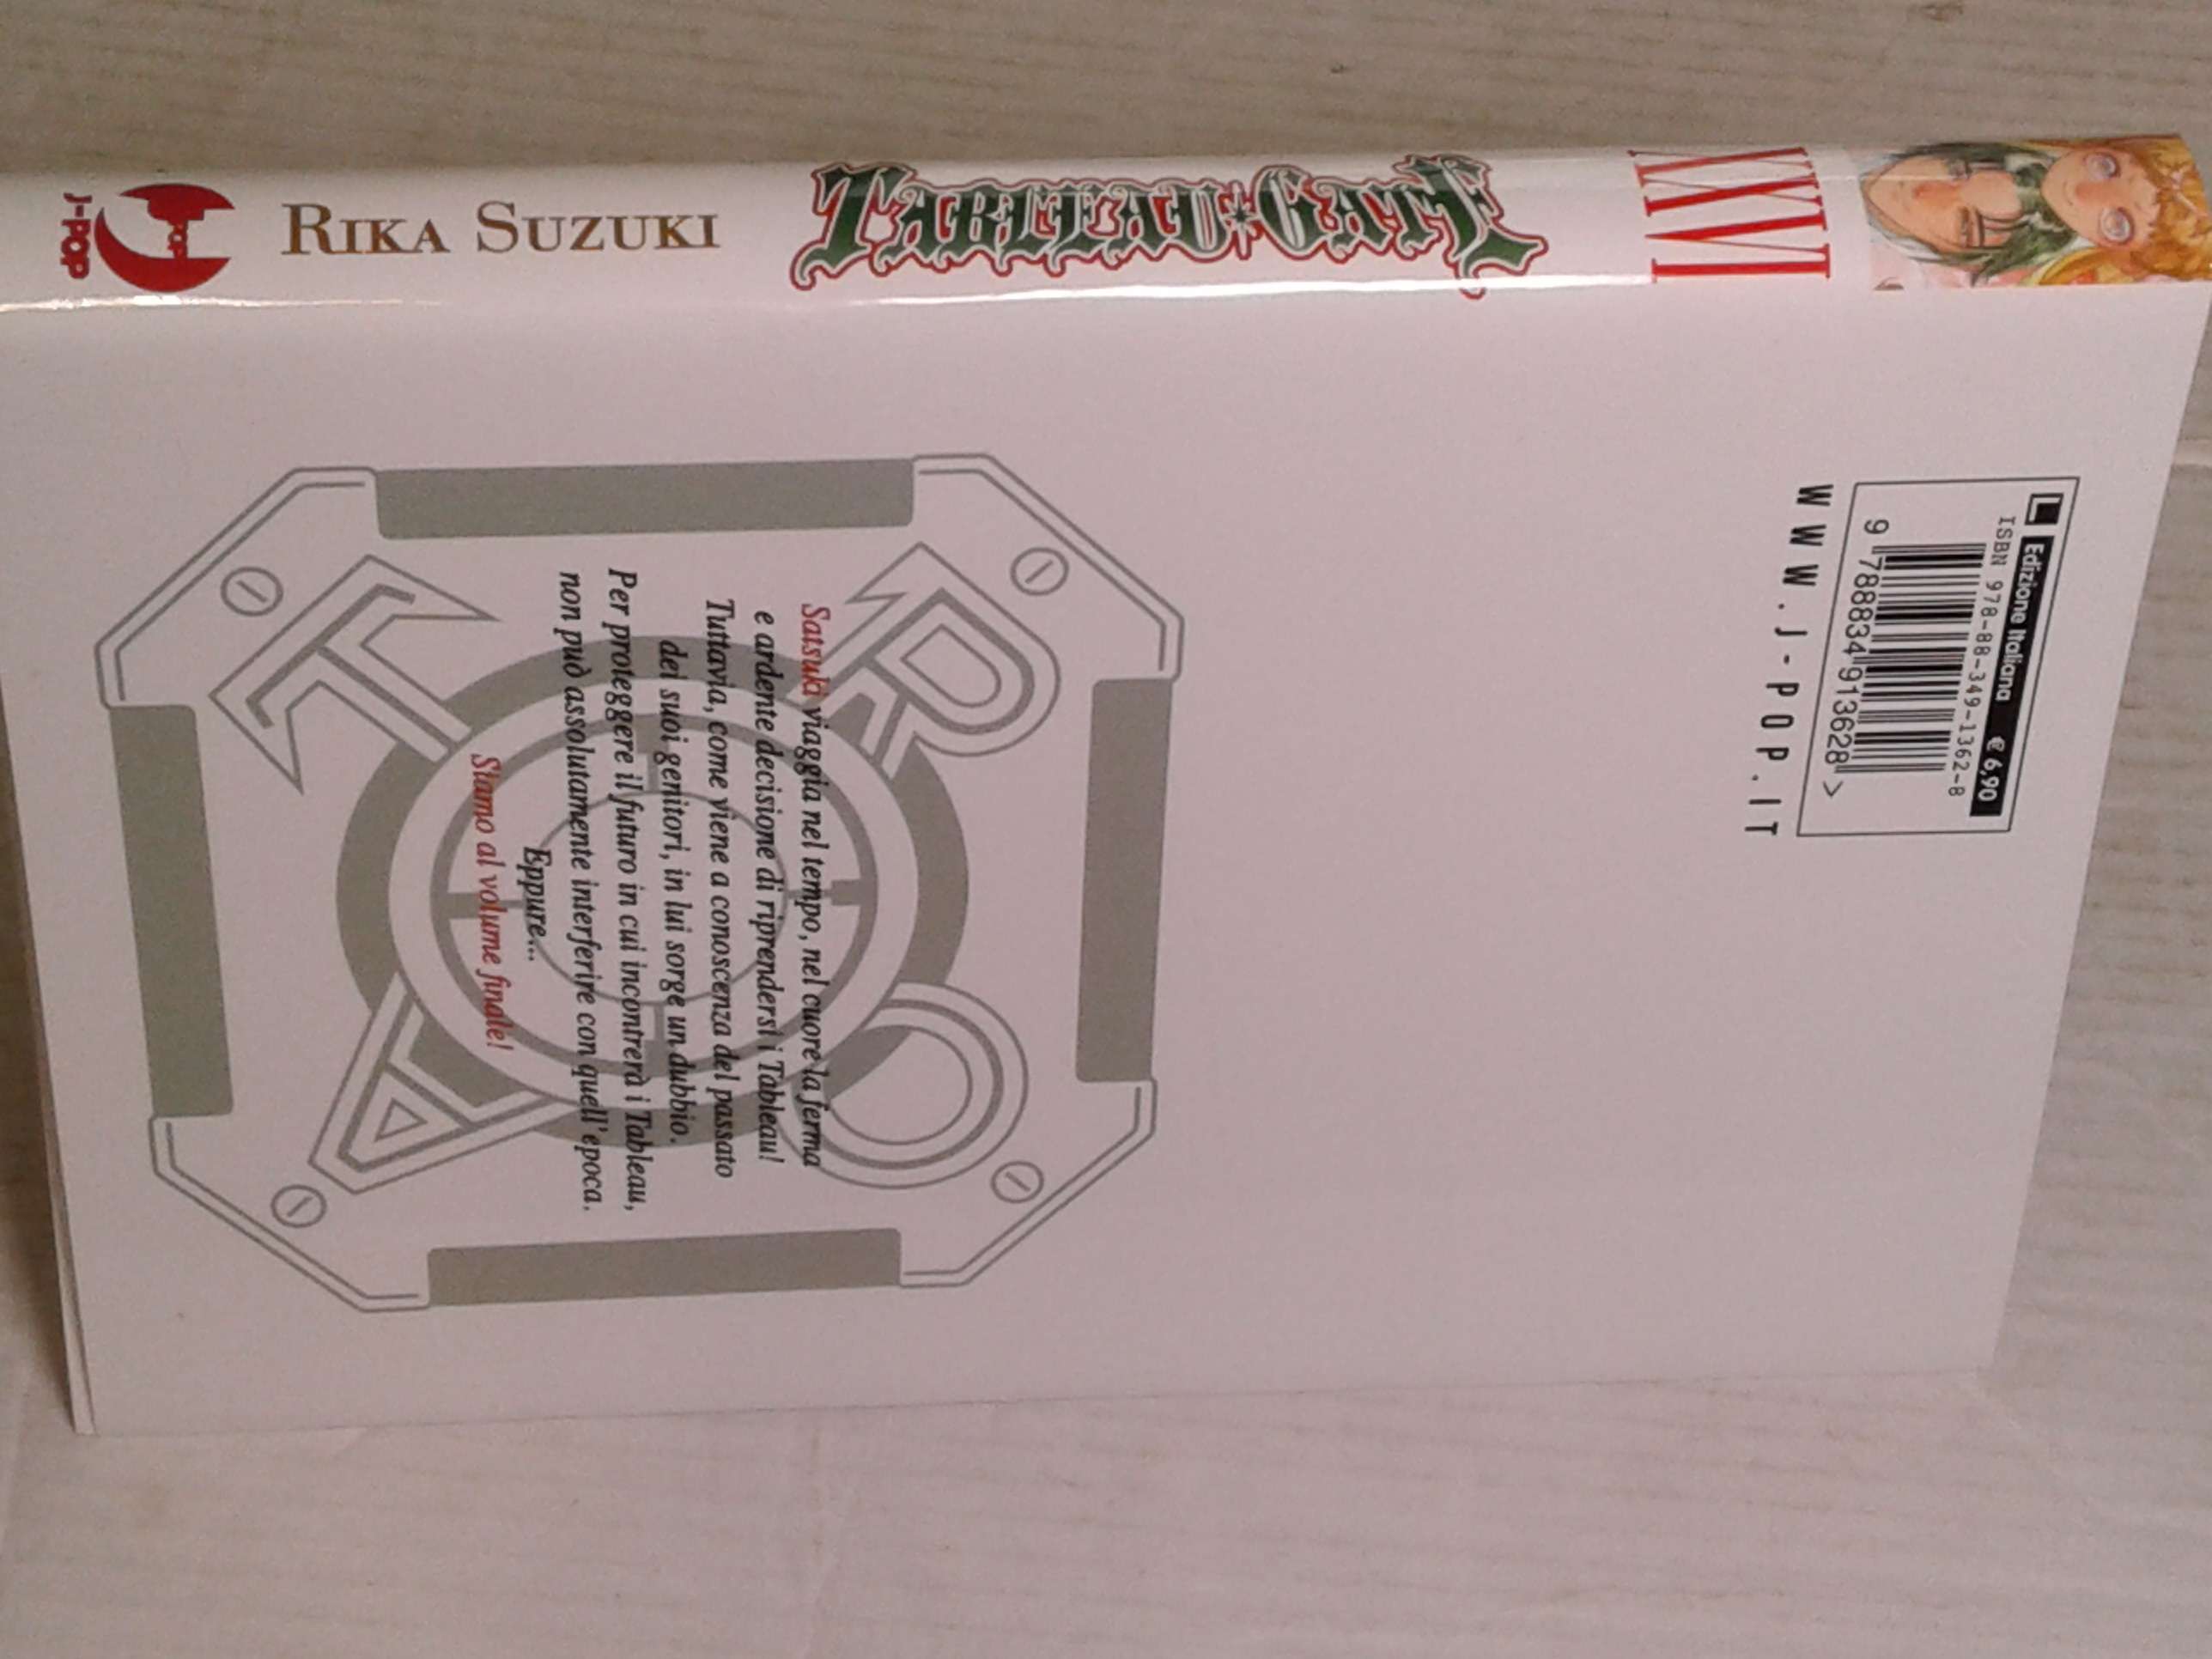 J-POP
POP
RIKA SUZUKI
TABLEAU GATE
XXVI
Edizione Italiana € 6,90
ISBN 978-88-349-1362-8
9 788834 913628 >
WWW.J-POP.IT
R O
Satsuki viaggia nel tempo, nel cuore la ferma
e ardente decisione di riprendersi i Tableau!
Tuttavia, come viene a conoscenza del passato
dei suoi genitori, in lui sorge un dubbio.
Per proteggere il futuro in cui incontrerà i Tableau,
non può assolutamente interferire con quell'epoca.
Eppure...
Siamo al volume finale!
T A